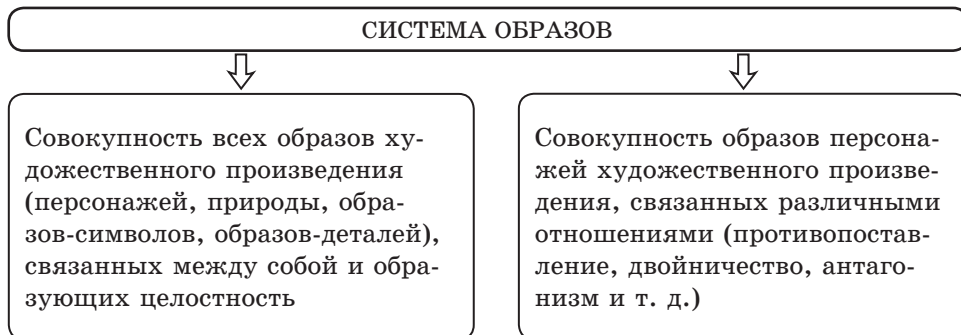 СИСТЕМА ОБРАЗОВ
Совокупность всех образов ху-
дожественного произведения
(персонажей, природы, обра-
зов-символов, образов-деталей),
связанных между собой и обра-
зующих целостность
Совокупность образов персона-
жей художественного произве-
дения, связанных различными
отношениями (противопостав-
ление, двойничество, антаго-
низм и т. д.)